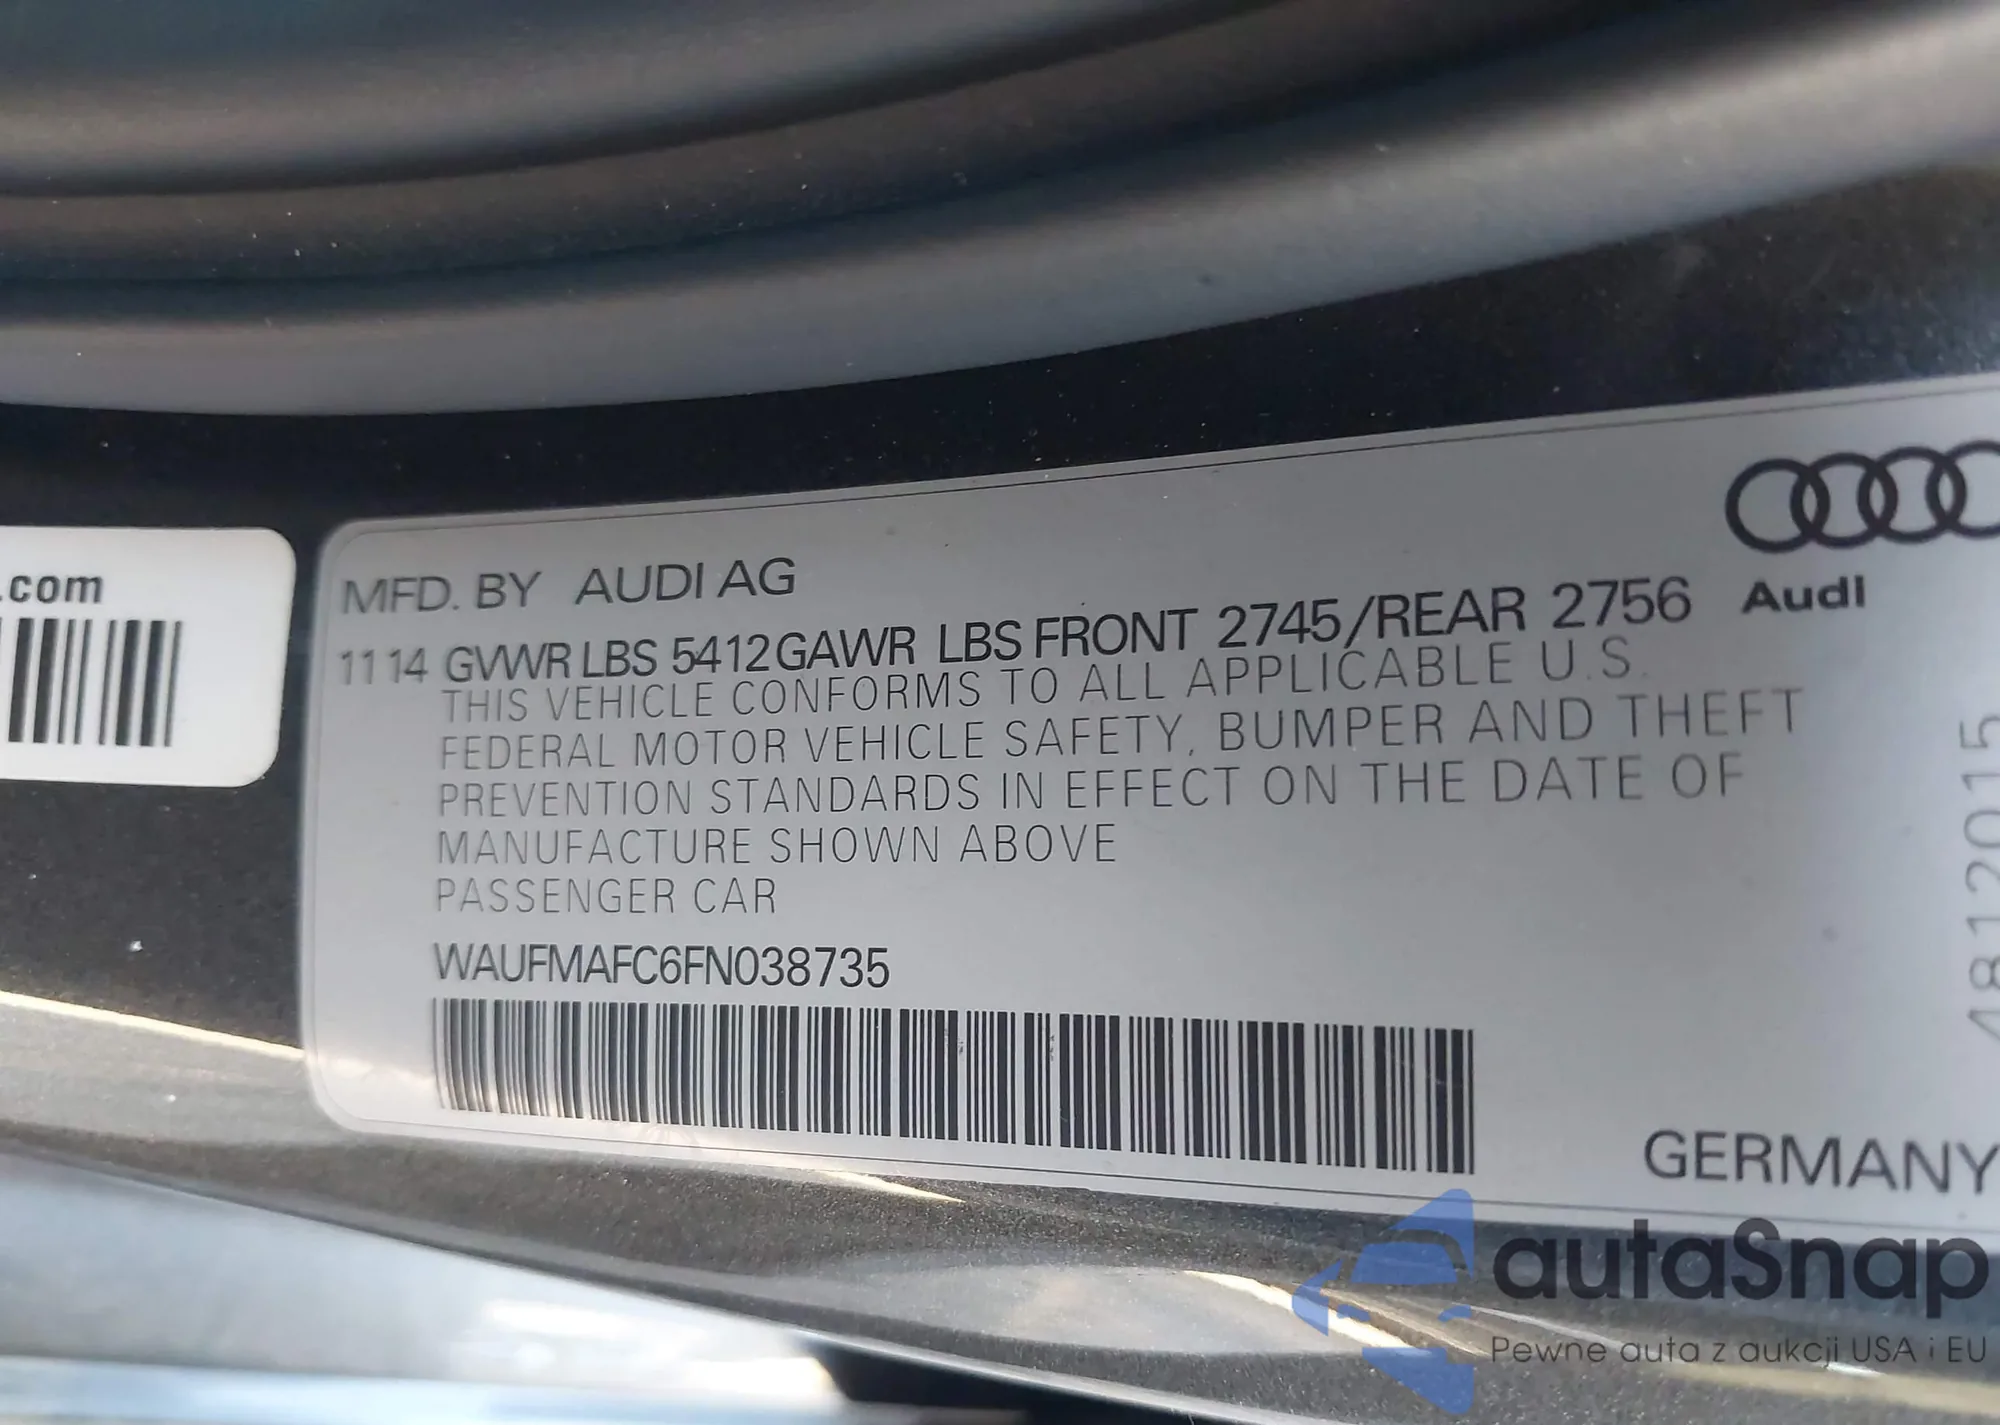 .com
MFD. BY AUDI AG
Audi
11 14 GVWR LBS 5412 GAWR LBS FRONT 2745/REAR 2756
THIS VEHICLE CONFORMS TO ALL APPLICABLE U.S.
FEDERAL MOTOR VEHICLE SAFETY, BUMPER AND THEFT
PREVENTION STANDARDS IN EFFECT ON THE DATE OF
MANUFACTURE SHOWN ABOVE
PASSENGER CAR
WAUFMAFC6FN038735
4812015
GERMANY
autaSnap
Pewne auta z aukcji USA i EU